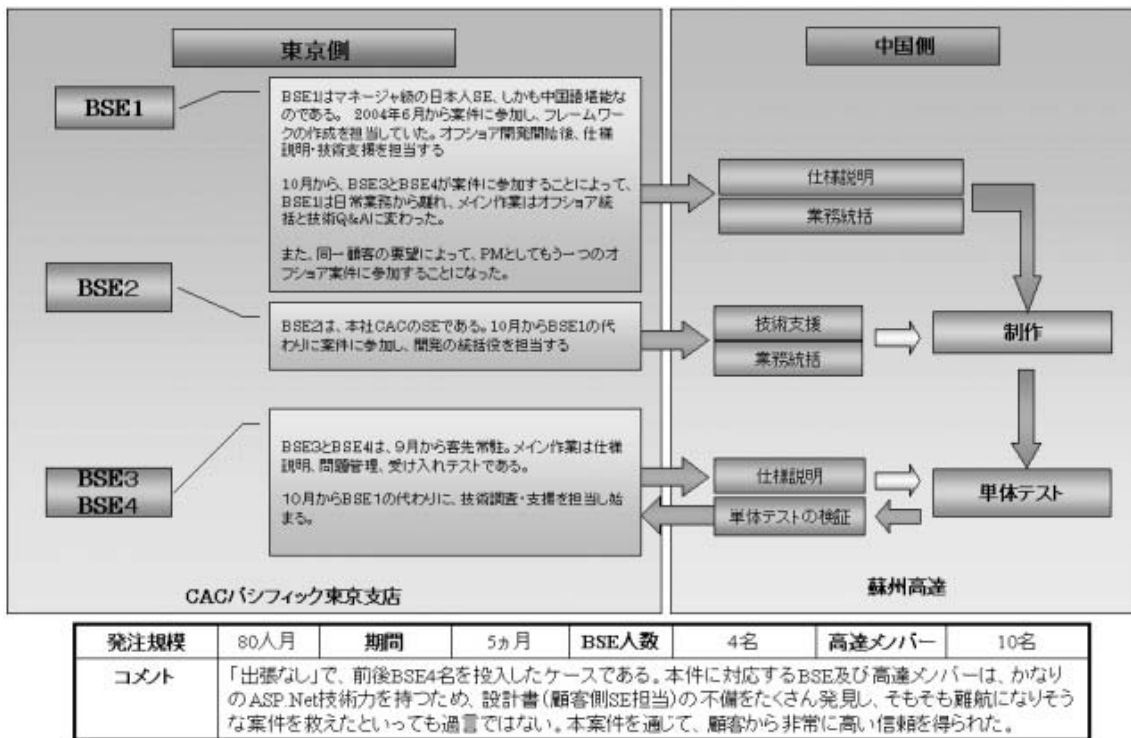 東京側
中国側
BSE1
BSE1はマネージャ級の日本人SE、しかも中国語堪能な
のである。 2004年6月から案件に参加し、フレームワー
クの作成を担当していた。オフショア開発開始後、仕様
説明・技術支援を担当する
10月から、BSE3とBSE4が案件に参加することによって、
BSE1は日常業務から離れ、メイン作業はオフショア統
括と技術Q&Aに変わった。
また、同一顧客の要望によって、PMとしてもう一つのオ
フショア案件に参加することになった。
仕様説明
業務統括
BSE2
BSE2は、本社CACのSEである。10月からBSE1の代
わりに案件に参加し、開発の統括役を担当する
技術支援
業務統括
制作
BSE3
BSE4
BSE3とBSE4は、9月から客先常駐。メイン作業は仕様
説明、問題管理、受け入れテストである。
10月からBSE1の代わりに、技術調査・支援を担当し始
まる。
仕様説明
単体テストの検証
単体テスト
CACパシフィック東京支店
蘇州高達
発注規模 80人月 期間 5ヵ月 BSE人数 4名 高達メンバー 10名
コメント 「出張なし」で、前後BSE4名を投入したケースである。本件に対応するBSE及び高達メンバーは、かなり
のASP.Net技術力を持つため、設計書(顧客側SE担当)の不備をたくさん発見し、そもそも難航になりそう
な案件を救えたといっても過言ではない。本案件を通じて、顧客から非常に高い信頼を得られた。